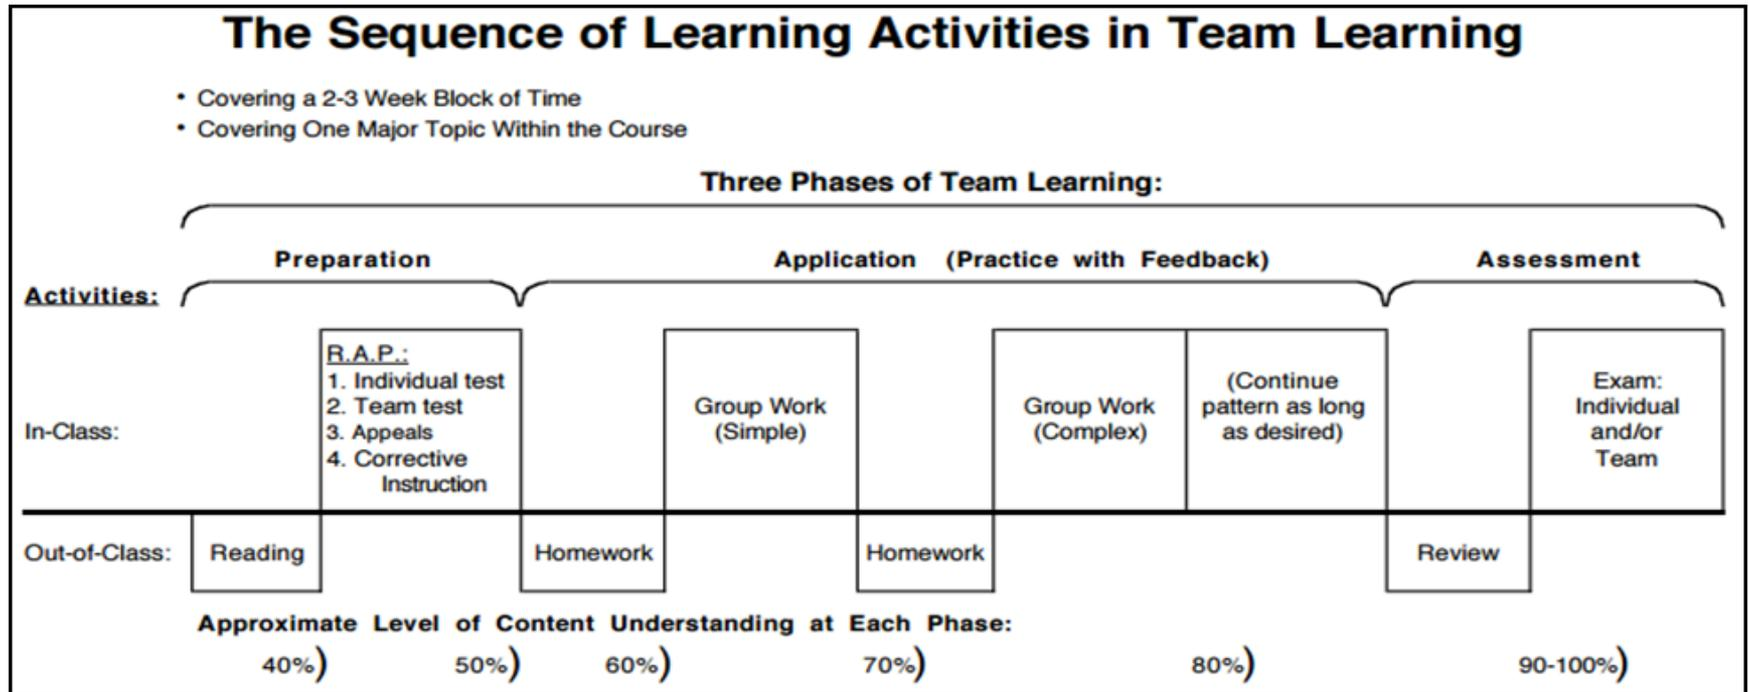 The Sequence of Learning Activities in Team Learning
• Covering a 2-3 Week Block of Time
• Covering One Major Topic Within the Course
Three Phases of Team Learning:
Preparation
Application (Practice with Feedback)
Assessment
Activities:
In-Class:
R.A.P.:
1. Individual test
2. Team test
3. Appeals
4. Corrective
Instruction
Group Work
(Simple)
Group Work
(Complex)
(Continue
pattern as long
as desired)
Exam:
Individual
and/or
Team
Out-of-Class:
Reading
Homework
Homework
Review
Approximate Level of Content Understanding at Each Phase:
40%) 50%) 60%) 70%) 80%) 90-100%)